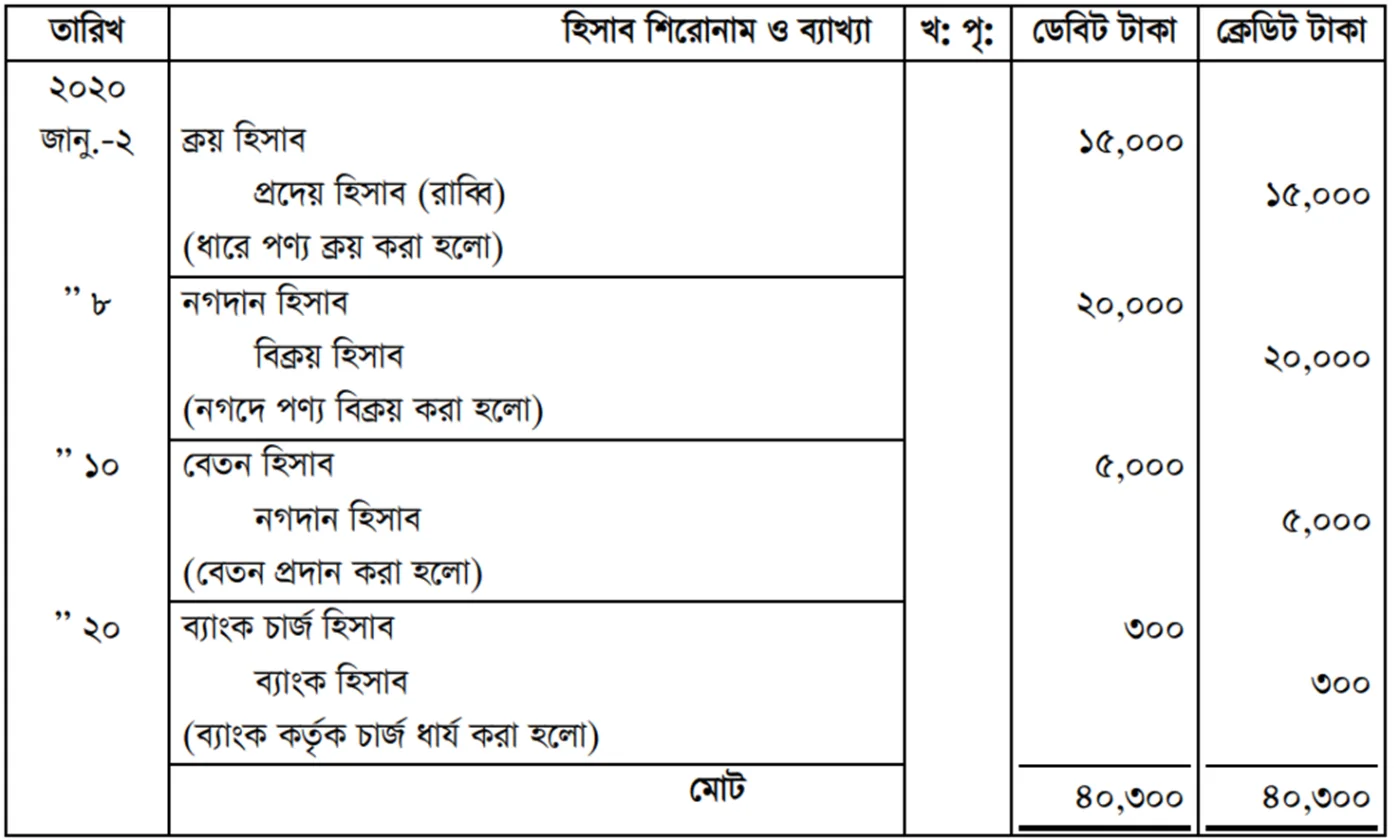 তারিখ হিসাব শিরোনাম ও ব্যাখ্যা খ: পৃ: ডেবিট টাকা ক্রেডিট টাকা
২০২০
জানু.-২ ক্রয় হিসাব ১৫,০০০
প্রদেয় হিসাব (রাব্বি) ১৫,০০০
(ধারে পণ্য ক্রয় করা হলো)
” ৮ নগদান হিসাব ২০,০০০
বিক্রয় হিসাব ২০,০০০
(নগদে পণ্য বিক্রয় করা হলো)
” ১০ বেতন হিসাব ৫,০০০
নগদান হিসাব ৫,০০০
(বেতন প্রদান করা হলো)
” ২০ ব্যাংক চার্জ হিসাব ৩০০
ব্যাংক হিসাব ৩০০
(ব্যাংক কর্তৃক চার্জ ধার্য করা হলো)
মোট ৪০,৩০০ ৪০,৩০০